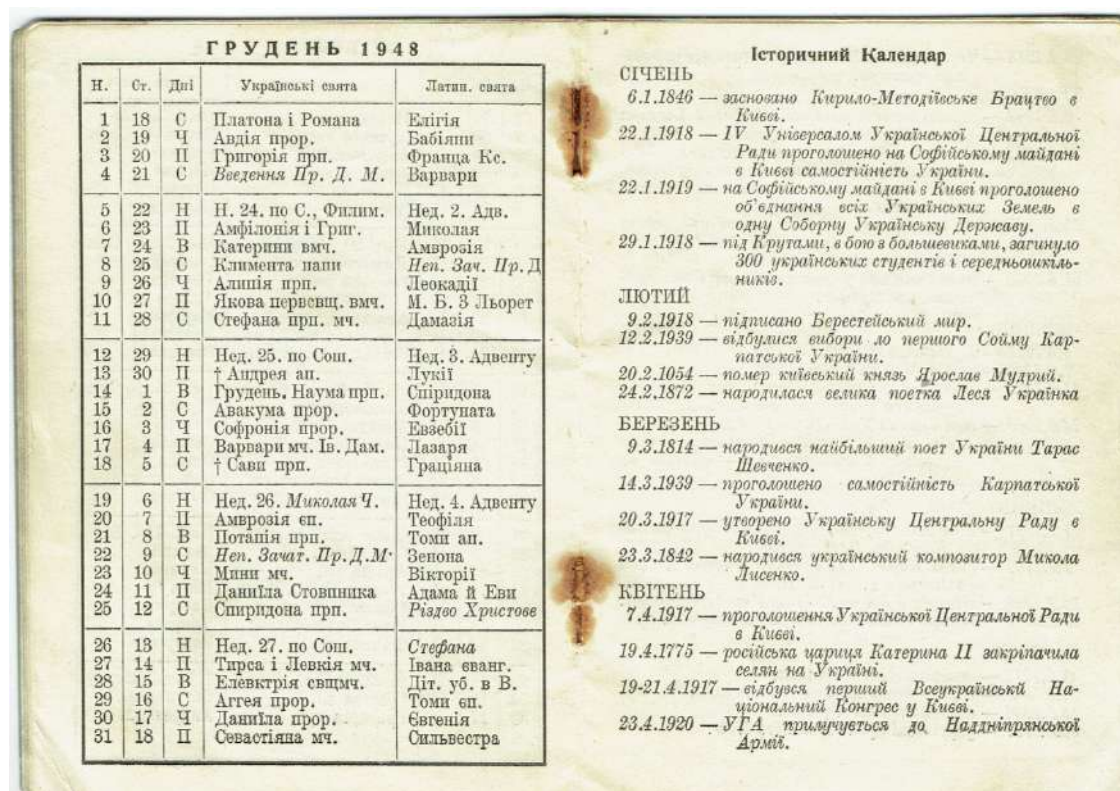 ГРУДЕНЬ 1948
Н. Ст. Дні Українські свята Латин. свята
1 18 С Платона і Романа Елігія
2 19 Ч Авдія прор. Бабіяни
3 20 П Григорія прп. Франца Кс.
4 21 С Введення Пр. Д. М. Варвари
5 22 Н Н. 24. по С., Филим. Нед. 2. Адв.
6 23 П Амфілонія і Григ. Миколая
7 24 В Катерини вмч. Амврозія
8 25 С Климента папи Неп. Зач. Пр. Д
9 26 Ч Алипія прп. Леокадії
10 27 П Якова первсвщ. вмч. М. Б. З Льорет
11 28 С Стефана прп. мч. Дамазія
12 29 Н Нед. 25. по Сош. Нед. 3. Адвенту
13 30 П † Андрея ап. Лукії
14 1 В Грудень. Наума прп. Спіридона
15 2 С Авакума прор. Фортуната
16 3 Ч Софронія прор. Евзебії
17 4 П Варвари мч. Ів. Дам. Лазаря
18 5 С † Сави прп. Граціяна
19 6 Н Нед. 26. Миколая Ч. Нед. 4. Адвенту
20 7 П Амврозія єп. Теофіля
21 8 В Потапія прп. Томи ап.
22 9 С Неп. Зачат. Пр. Д.М· Зенона
23 10 Ч Мини мч. Вікторії
24 11 П Даниїла Стовпника Адама й Еви
25 12 С Спиридона прп. Різдво Христове
26 13 Н Нед. 27. по Сош. Стефана
27 14 П Тирса і Левкія мч. Івана єванг.
28 15 В Елевктрія свщмч. Діт. уб. в В.
29 16 С Аггея прор. Томи єп.
30 17 Ч Даниїла прор. Євгенія
31 18 П Севастіяна мч. Сильвестра
Історичний Календар
СІЧЕНЬ
6.1.1846 — засновано Кирило-Методіївське Брацтво в
Києві.
22.1.1918 — IV Універсалом Української Центральної
Ради проголошено на Софійському майдані
в Києві самостійність України.
22.1.1919 — на Софійському майдані в Києві проголошено
об'єднання всіх Українських Земель в
одну Соборну Українську Державу.
29.1.1918 — під Крутами, в бою з большевиками, загинуло
300 українських студентів і середньошкіль-
ників.
ЛЮТИЙ
9.2.1918 — підписано Берестейський мир.
12.2.1939 — відбулися вибори ло першого Сойму Кар-
патської України.
20.2.1054 — помер київський князь Ярослав Мудрий.
24.2.1872 — народилася велика поетка Леся Українка
БЕРЕЗЕНЬ
9.3.1814 — народився найбільший поет України Тарас
Шевченко.
14.3.1939 — проголошено самостійність Карпатської
України.
20.3.1917 — утворено Українську Центральну Раду в
Києві.
23.3.1842 — народився український композитор Микола
Лисенко.
КВІТЕНЬ
7.4.1917 — проголошення Української Центральної Ради
в Києві.
19.4.1775 — російська цариця Катерина II закріпачила
селян на Україні.
19-21.4.1917 — відбувся перший Всеукраїнськй На-
ціональний Конгрес у Києві.
23.4.1920 — УГА прилучується до Наддніпрянської
Армії.